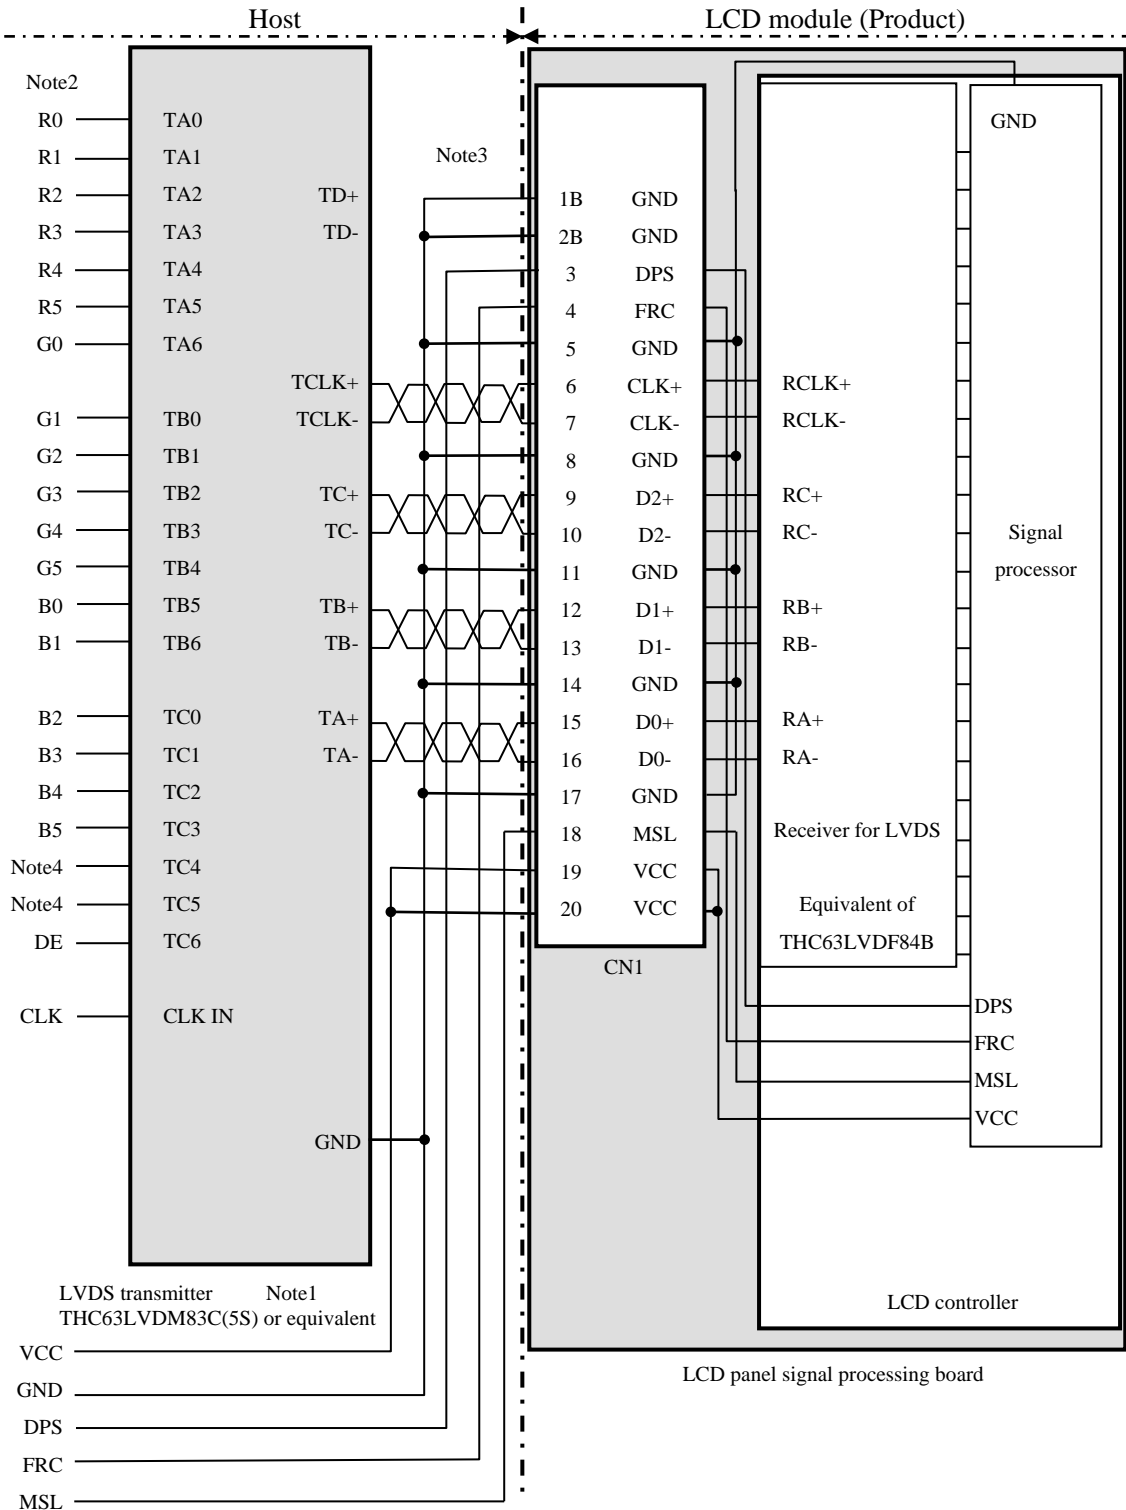 Host LCD module (Product)
Note2
R0 TA0 GND
R1 TA1 Note3
R2 TA2 TD+ 1B GND
R3 TA3 TD- 2B GND
R4 TA4 3 DPS
R5 TA5 4 FRC
G0 TA6 5 GND
TCLK+ 6 CLK+ RCLK+
G1 TB0 TCLK- 7 CLK- RCLK-
G2 TB1 8 GND
G3 TB2 TC+ 9 D2+ RC+
G4 TB3 TC- 10 D2- RC- Signal
G5 TB4 11 GND processor
B0 TB5 TB+ 12 D1+ RB+
B1 TB6 TB- 13 D1- RB-
14 GND
B2 TC0 TA+ 15 D0+ RA+
B3 TC1 TA- 16 D0- RA-
B4 TC2 17 GND
B5 TC3 18 MSL Receiver for LVDS
Note4 TC4 19 VCC
Note4 TC5 20 VCC Equivalent of
DE TC6 THC63LVDF84B
CN1
CLK CLK IN DPS
FRC
MSL
VCC
GND
LVDS transmitter Note1
THC63LVDM83C(5S) or equivalent
LCD controller
VCC
LCD panel signal processing board
GND
DPS
FRC
MSL